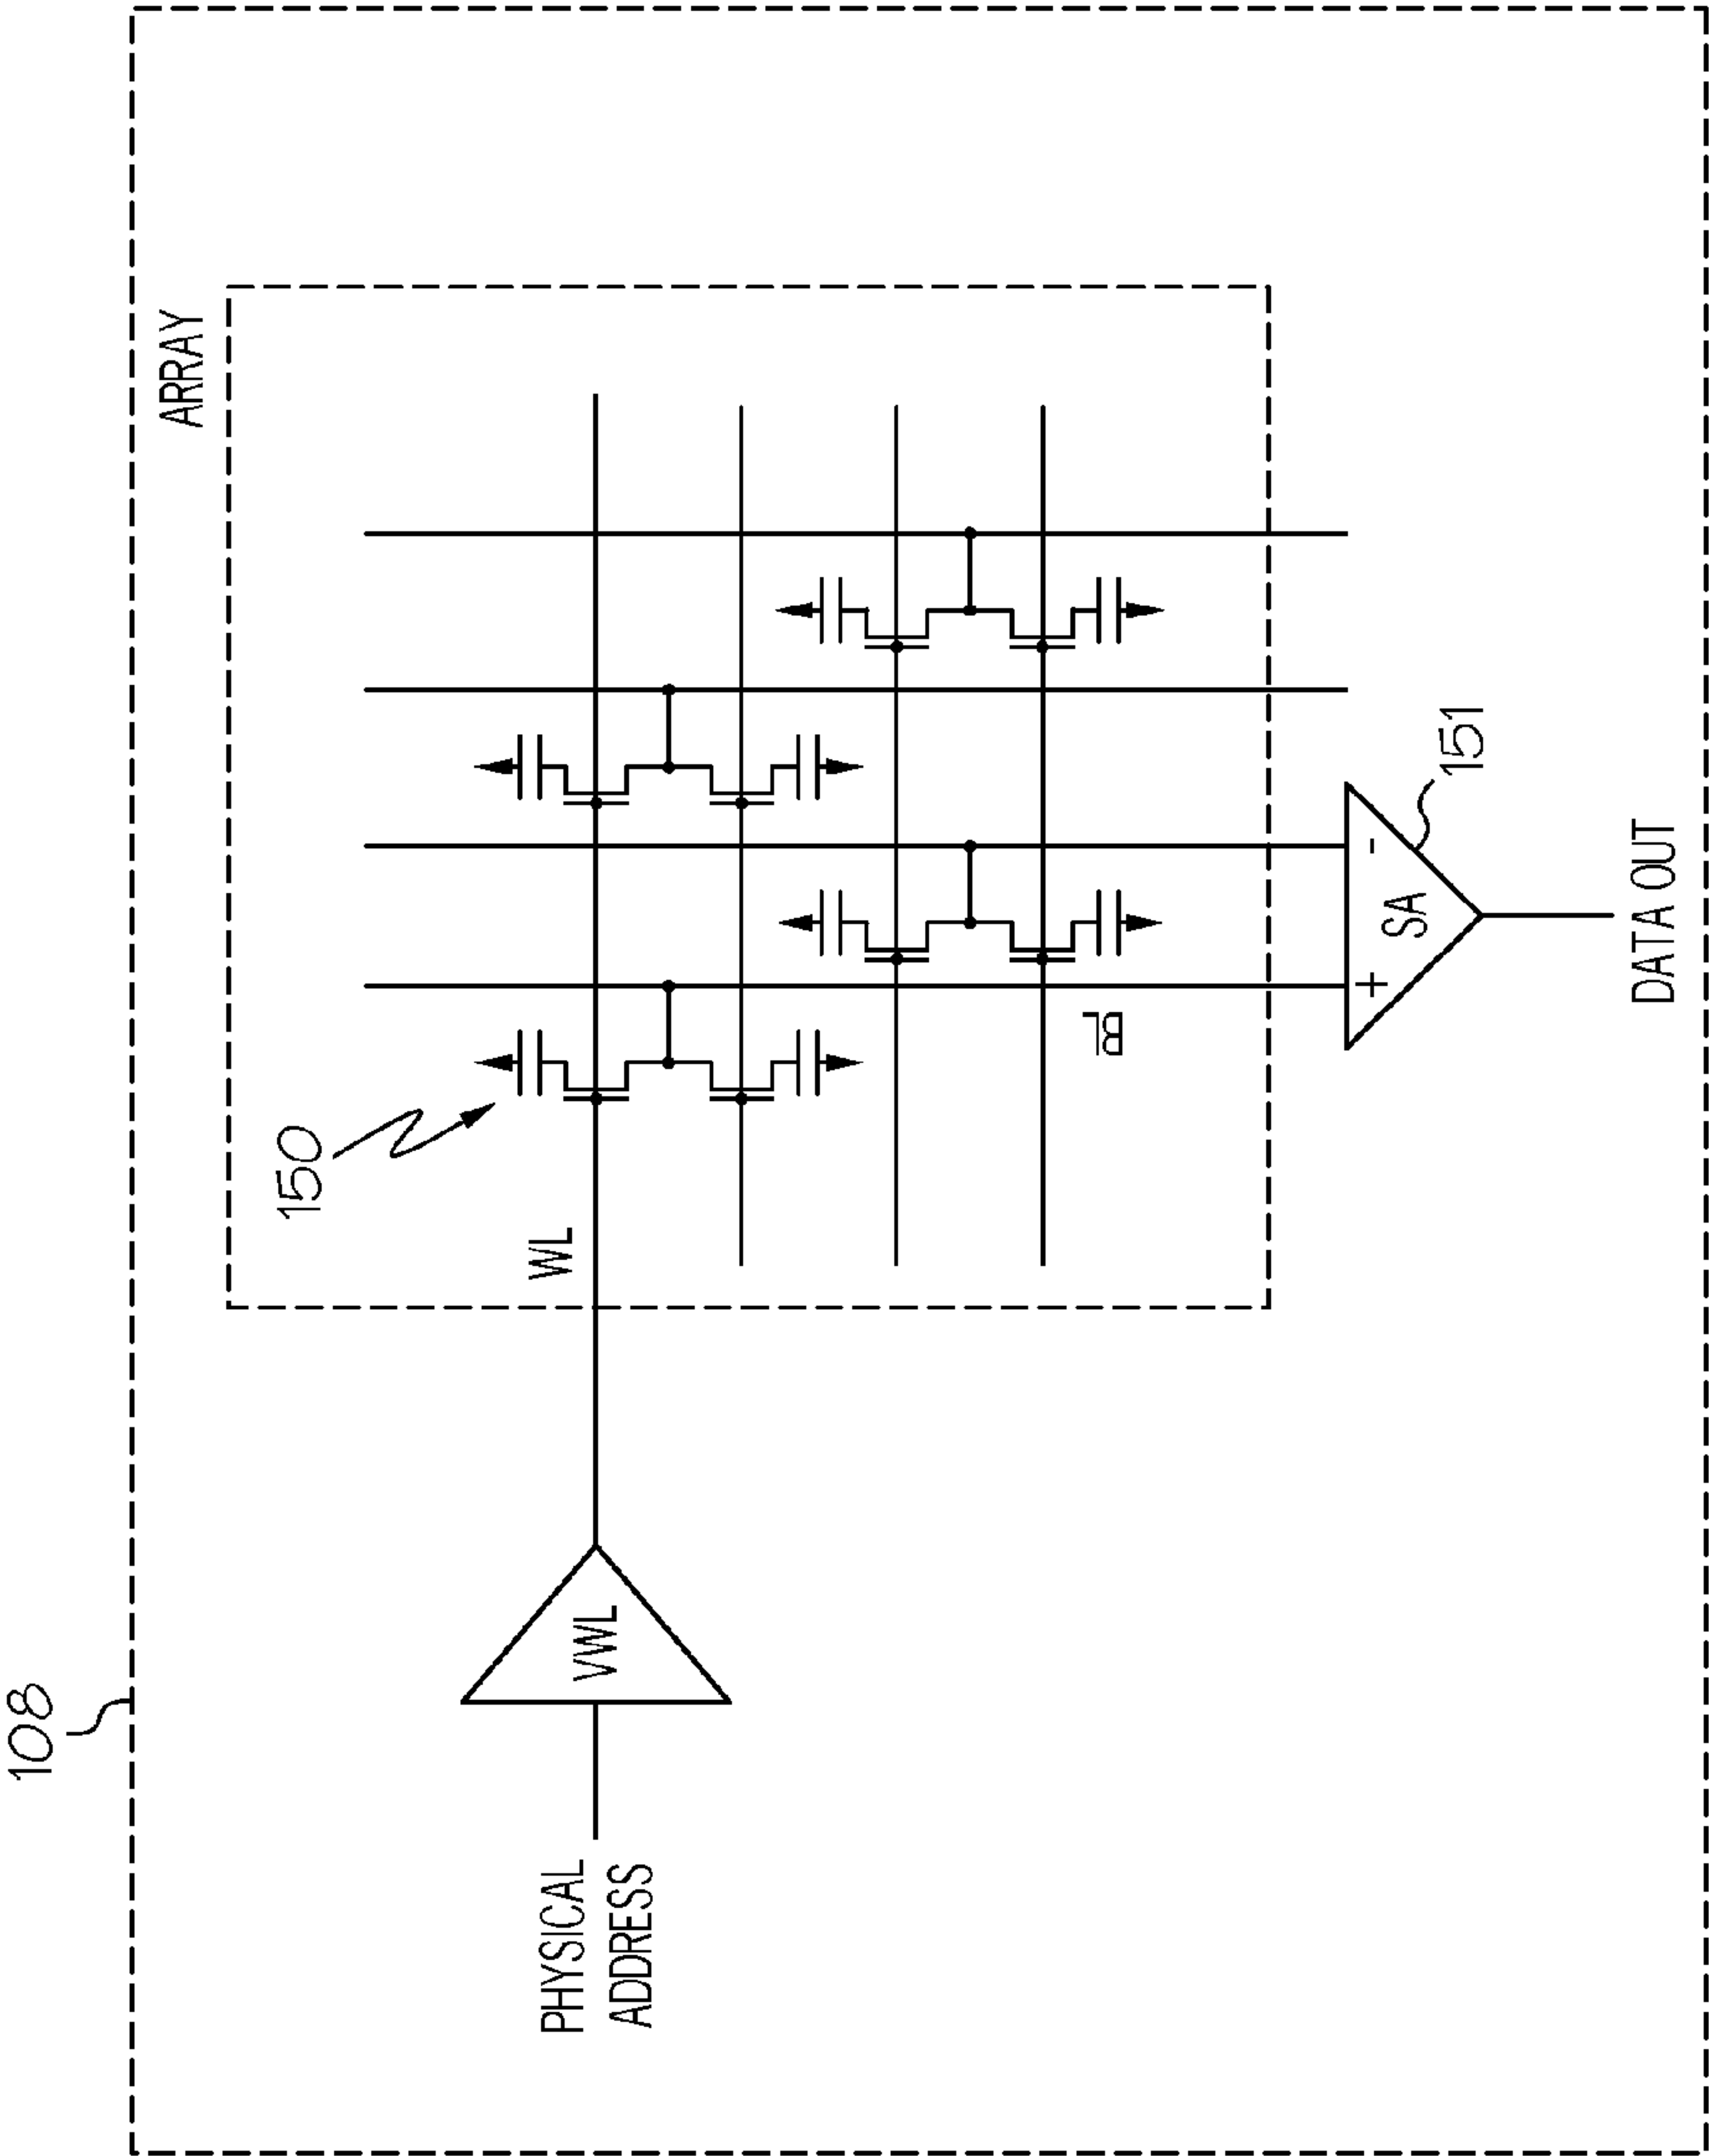 108
ARRAY
150
WL
VWL
PHYSICAL
ADDRESS
BL
+
-
SA
151
DATA OUT